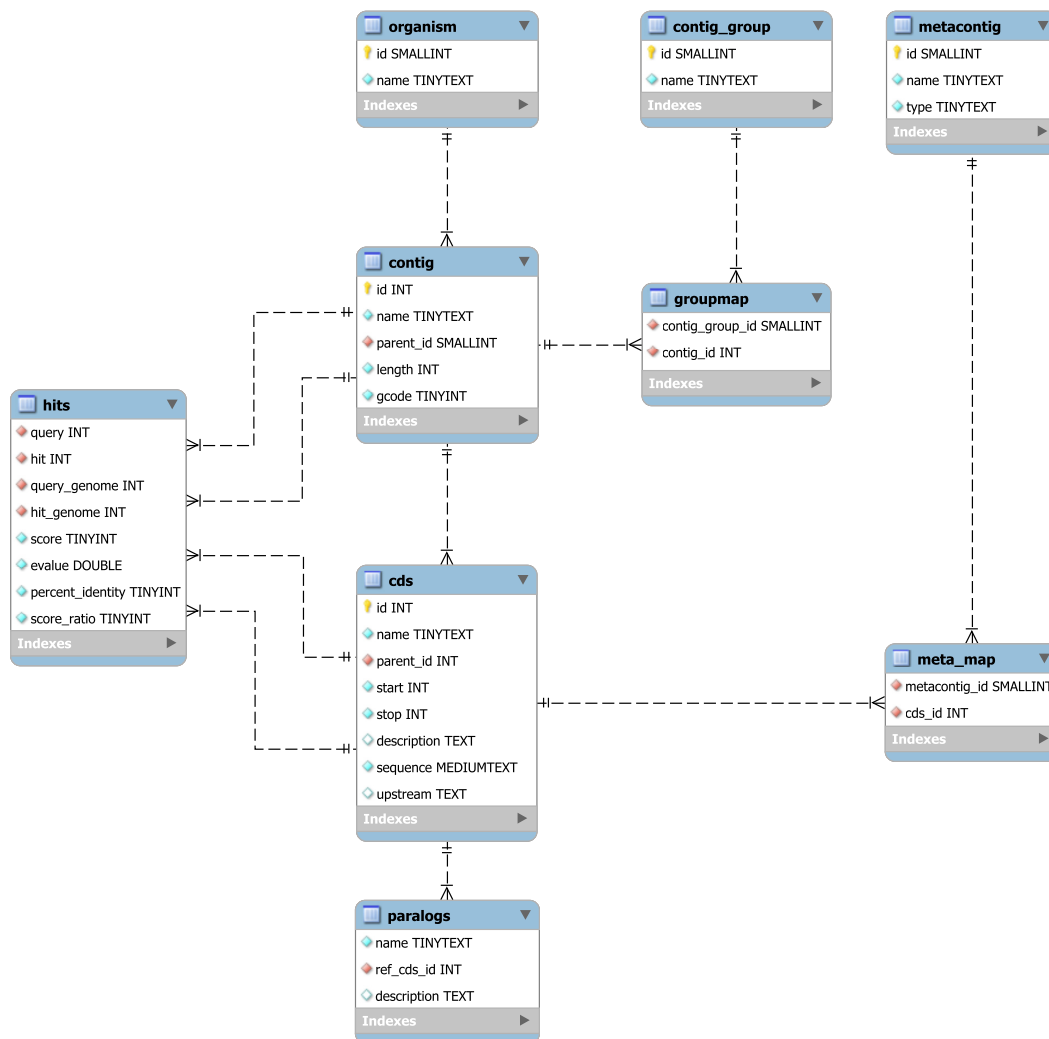 organism
id SMALLINT
name TINYTEXT
Indexes
contig_group
id SMALLINT
name TINYTEXT
Indexes
metacontig
id SMALLINT
name TINYTEXT
type TINYTEXT
Indexes
contig
id INT
name TINYTEXT
parent_id SMALLINT
length INT
gcode TINYINT
Indexes
groupmap
contig_group_id SMALLINT
contig_id INT
Indexes
hits
query INT
hit INT
query_genome INT
hit_genome INT
score TINYINT
evalue DOUBLE
percent_identity TINYINT
score_ratio TINYINT
Indexes
cds
id INT
name TINYTEXT
parent_id INT
start INT
stop INT
description TEXT
sequence MEDIUMTEXT
upstream TEXT
Indexes
meta_map
metacontig_id SMALLINT
cds_id INT
Indexes
paralogs
name TINYTEXT
ref_cds_id INT
description TEXT
Indexes